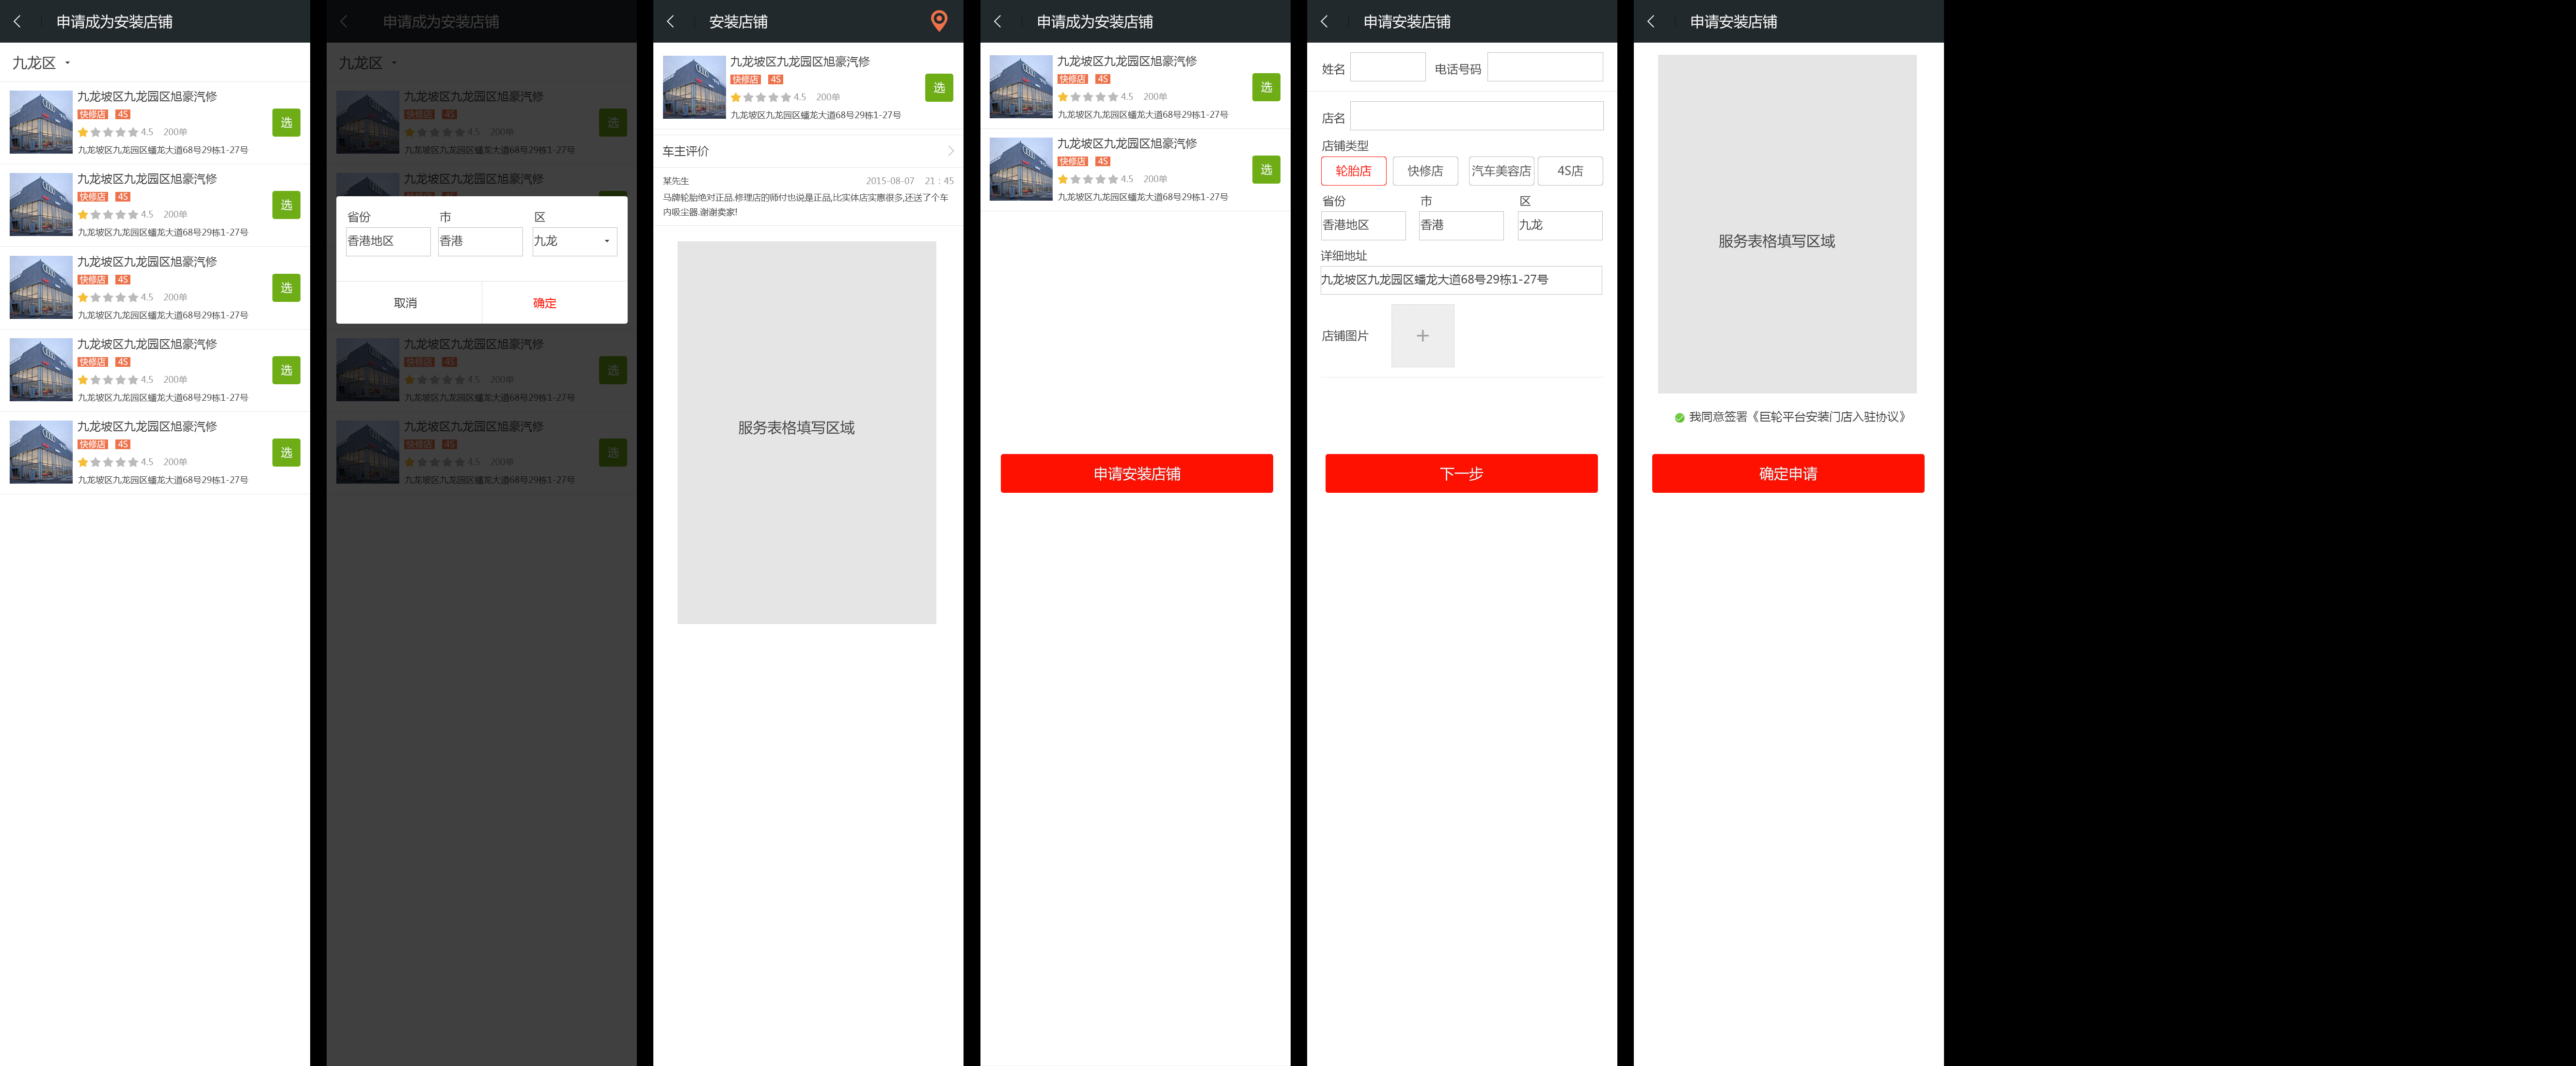 申请成为安装店铺
九龙区
九龙坡区九龙园区旭豪汽修
快修店 4S
4.5 200单
九龙坡区九龙园区蟠龙大道68号29栋1-27号
选
九龙坡区九龙园区旭豪汽修
快修店 4S
4.5 200单
九龙坡区九龙园区蟠龙大道68号29栋1-27号
选
九龙坡区九龙园区旭豪汽修
快修店 4S
4.5 200单
九龙坡区九龙园区蟠龙大道68号29栋1-27号
选
九龙坡区九龙园区旭豪汽修
快修店 4S
4.5 200单
九龙坡区九龙园区蟠龙大道68号29栋1-27号
选
九龙坡区九龙园区旭豪汽修
快修店 4S
4.5 200单
九龙坡区九龙园区蟠龙大道68号29栋1-27号
选
申请成为安装店铺
九龙区
九龙坡区九龙园区旭豪汽修
快修店 4S
4.5 200单
九龙坡区九龙园区蟠龙大道68号29栋1-27号
选
九龙坡区九龙园区旭豪汽修
省份 市 区
香港地区 香港 九龙
取消 确定
九龙坡区九龙园区旭豪汽修
快修店 4S
4.5 200单
九龙坡区九龙园区蟠龙大道68号29栋1-27号
选
九龙坡区九龙园区旭豪汽修
快修店 4S
4.5 200单
九龙坡区九龙园区蟠龙大道68号29栋1-27号
选
安装店铺
九龙坡区九龙园区旭豪汽修
快修店 4S
4.5 200单
九龙坡区九龙园区蟠龙大道68号29栋1-27号
选
车主评价
某先生 2015-08-07 21：45
马牌轮胎绝对正品.修理店的师付也说是正品,比实体店实惠很多,还送了个车
内吸尘器.谢谢卖家!
服务表格填写区域
申请成为安装店铺
九龙坡区九龙园区旭豪汽修
快修店 4S
4.5 200单
九龙坡区九龙园区蟠龙大道68号29栋1-27号
选
九龙坡区九龙园区旭豪汽修
快修店 4S
4.5 200单
九龙坡区九龙园区蟠龙大道68号29栋1-27号
选
申请安装店铺
申请安装店铺
姓名 电话号码
店名
店铺类型
轮胎店 快修店 汽车美容店 4S店
省份 市 区
香港地区 香港 九龙
详细地址
九龙坡区九龙园区蟠龙大道68号29栋1-27号
店铺图片
下一步
申请安装店铺
服务表格填写区域
我同意签署《巨轮平台安装门店入驻协议》
确定申请